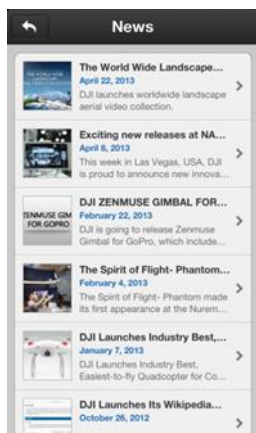 News
The World Wide Landscape...
April 22, 2013
DJI launches worldwide landscape
aerial video collection.
Exciting new releases at NA...
April 8, 2013
This week in Las Vegas, USA, DJI
is proud to announce new innova...
ZENMUSE GIM
FOR GOPRO
DJI ZENMUSE GIMBAL FOR...
February 22, 2013
DJI is going to release Zenmuse
Gimbal for GoPro, which include...
The Spirit of Flight- Phantom...
February 4, 2013
The Spirit of Flight- Phantom made
its first appearance at the Nurem...
DJI Launches Industry Best,...
January 7, 2013
DJI Launches Industry Best,
Easiest-to-fly Quadcopter for Co...
DJI Launches Its Wikipedia...
October 26, 2012